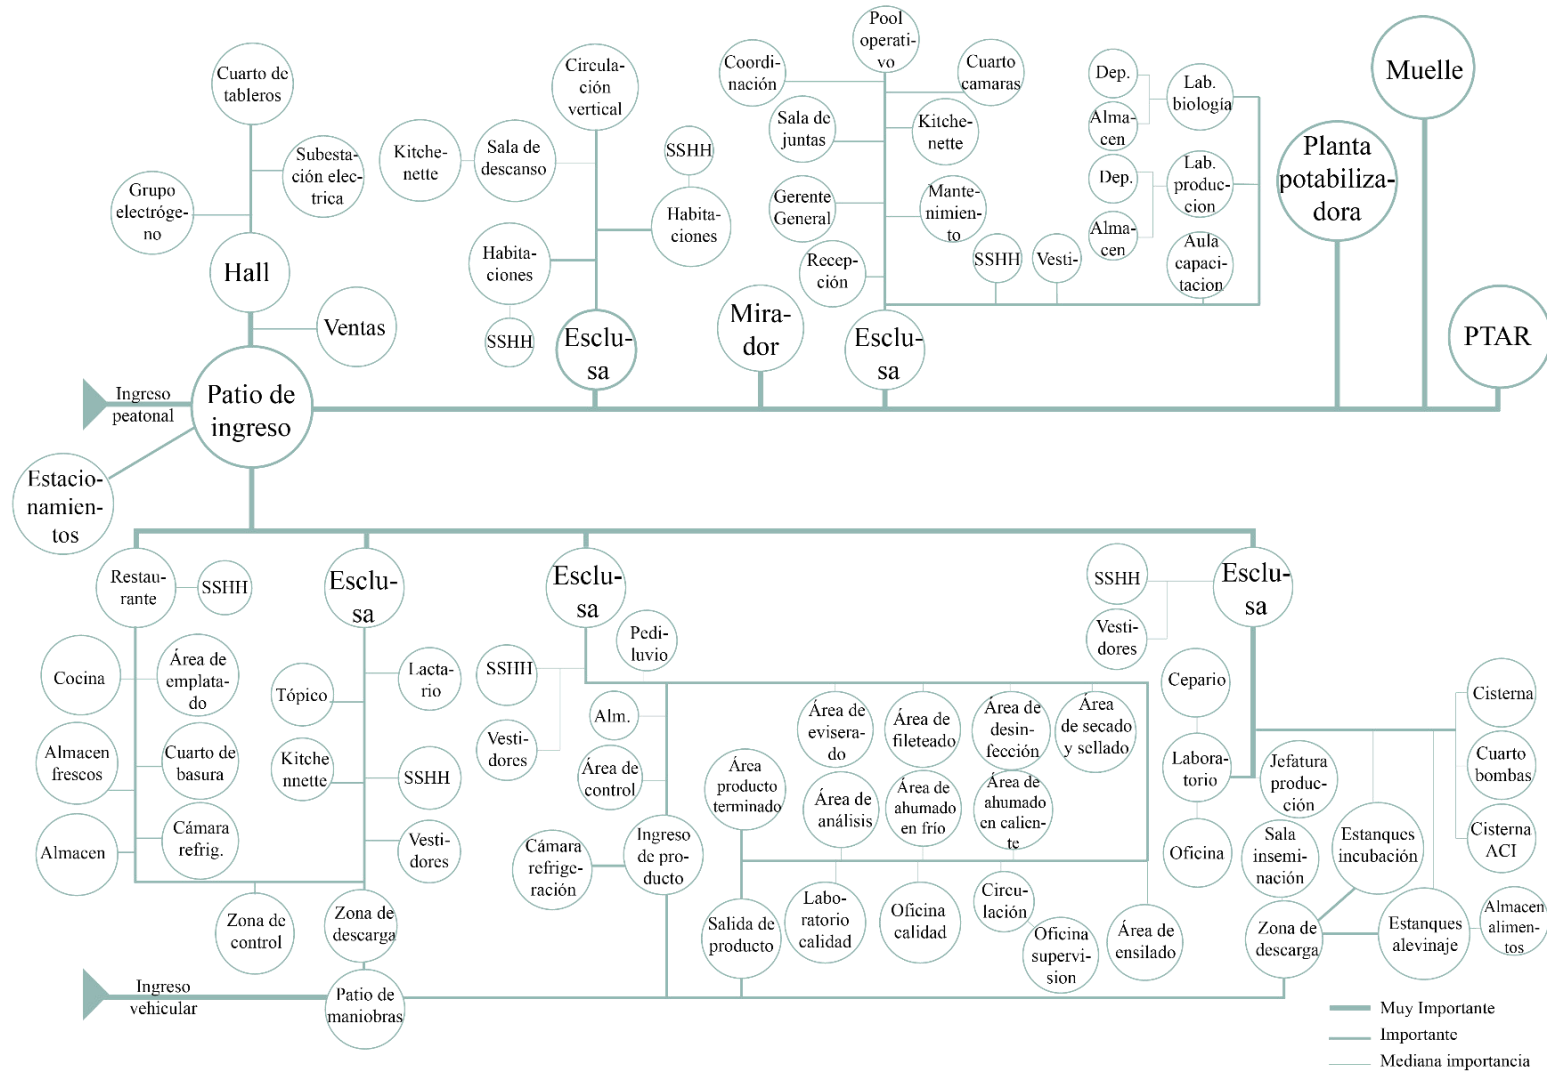 Pool
operati-
vo
Cuarto de
tableros
Circula-
ción
vertical
Coordi-
nación
Cuarto
camaras
Dep.
Lab.
biología
Muelle
Alma-
cen
Sala de
juntas
Kitche-
nette
Subesta-
ción elec-
trica
Kitche-
nette
Sala de
descanso
SSHH
Planta
potabiliza-
dora
Dep.
Lab.
produc-
cion
Grupo
electróge-
no
Habita-
ciones
Gerente
General
Mante-
nimien-
to
Alma-
cen
Hall
Habita-
ciones
Recep-
ción
SSHH
Vesti-
Aula
capaci-
tacion
Ventas
SSHH
Esclu-
sa
Mira-
dor
Esclu-
sa
PTAR
Ingreso
peatonal
Patio de
ingreso
Estacio-
namien-
tos
Restau-
rante
SSHH
Esclu-
sa
Esclu-
sa
SSHH
Esclu-
sa
Vesti-
dores
Pedi-
luvio
Cocina
Área de
emplata-
do
Tópico
Lacta-
rio
SSHH
Cepario
Cisterna
Alm.
Área de
eviserado
Área de
fileteado
Área de
desin-
fección
Área
de secado
y sellado
Almacen
frescos
Cuarto de
basura
Kitche
nnette
SSHH
Vesti-
dores
Área de
control
Área
producto
terminado
Labora-
torio
Jefatura
produc-
ción
Cuarto
bombas
Área de
análisis
Área de
ahumado
en frío
Área de
ahumado
en calien-
te
Almacen
Cámara
refrig.
Vesti-
dores
Cámara
refrige-
ración
Ingreso
de pro-
ducto
Oficina
Sala
insemi-
nación
Estanques
incubación
Cisterna
ACI
Zona de
control
Zona de
descarga
Salida de
producto
Labo-
ratorio
calidad
Oficina
calidad
Circu-
lación
Oficina
supervi-
sion
Área de
ensilado
Zona de
descarga
Estanques
alevinaje
Almacen
alimen-
tos
Ingreso
vehicular
Patio de
maniobras
Muy Importante
Importante
Mediana importancia